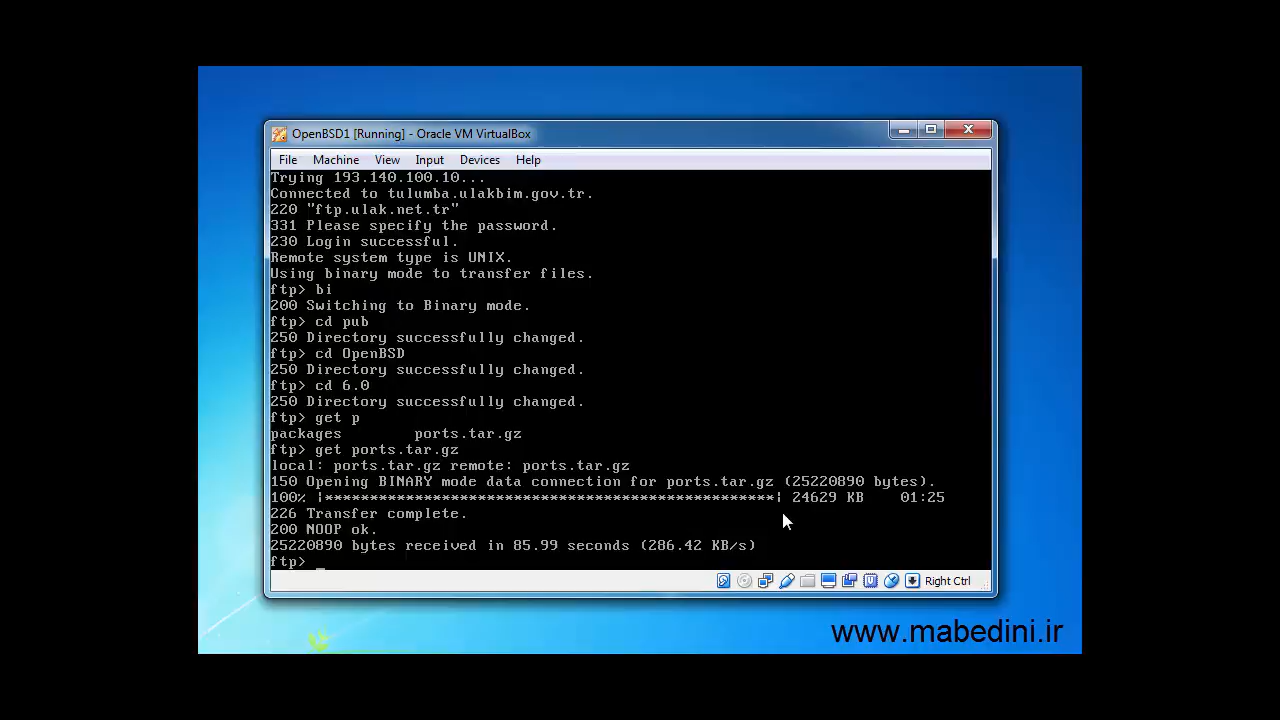 OpenBSD1 [Running] - Oracle VM VirtualBox
File Machine View Input Devices Help
Trying 193.140.100.10...
Connected to tulumba.ulakbim.gov.tr.
220 "ftp.ulak.net.tr"
331 Please specify the password.
230 Login successful.
Remote system type is UNIX.
Using binary mode to transfer files.
ftp> bi
200 Switching to Binary mode.
ftp> cd pub
250 Directory successfully changed.
ftp> cd OpenBSD
250 Directory successfully changed.
ftp> cd 6.0
250 Directory successfully changed.
ftp> get p
packages ports.tar.gz
ftp> get ports.tar.gz
local: ports.tar.gz remote: ports.tar.gz
150 Opening BINARY mode data connection for ports.tar.gz (25220890 bytes).
100% |**************************************************| 24629 KB 01:25
226 Transfer complete.
200 NOOP ok.
25220890 bytes received in 85.99 seconds (286.42 KB/s)
ftp> _
Right Ctrl
www.mabedini.ir